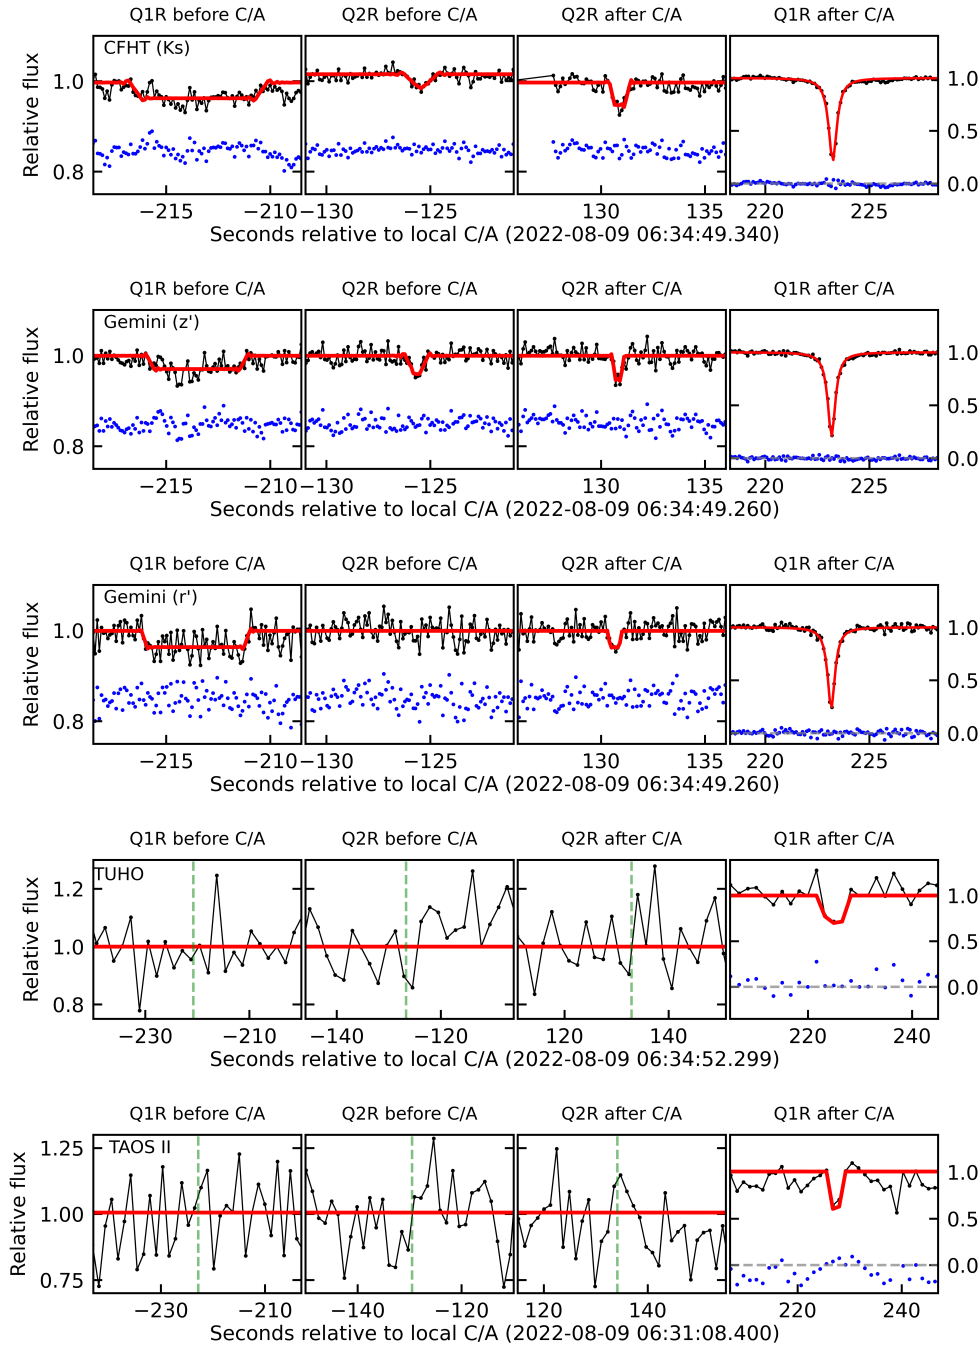 Q1R before C/A Q2R before C/A Q2R after C/A Q1R after C/A
CFHT (Ks)
Relative flux
1.0
0.8
1.0
0.5
0.0
−215 −210 −130 −125 130 135 220 225
Seconds relative to local C/A (2022-08-09 06:34:49.340)
Q1R before C/A Q2R before C/A Q2R after C/A Q1R after C/A
Gemini (z')
Relative flux
1.0
0.8
1.0
0.5
0.0
−215 −210 −130 −125 130 135 220 225
Seconds relative to local C/A (2022-08-09 06:34:49.260)
Q1R before C/A Q2R before C/A Q2R after C/A Q1R after C/A
Gemini (r')
Relative flux
1.0
0.8
1.0
0.5
0.0
−215 −210 −130 −125 130 135 220 225
Seconds relative to local C/A (2022-08-09 06:34:49.260)
Q1R before C/A Q2R before C/A Q2R after C/A Q1R after C/A
TUHO
Relative flux
1.2
1.0
0.8
1.0
0.5
0.0
−230 −210 −140 −120 120 140 220 240
Seconds relative to local C/A (2022-08-09 06:34:52.299)
Q1R before C/A Q2R before C/A Q2R after C/A Q1R after C/A
TAOS II
Relative flux
1.25
1.00
0.75
1.0
0.5
0.0
−230 −210 −140 −120 120 140 220 240
Seconds relative to local C/A (2022-08-09 06:31:08.400)